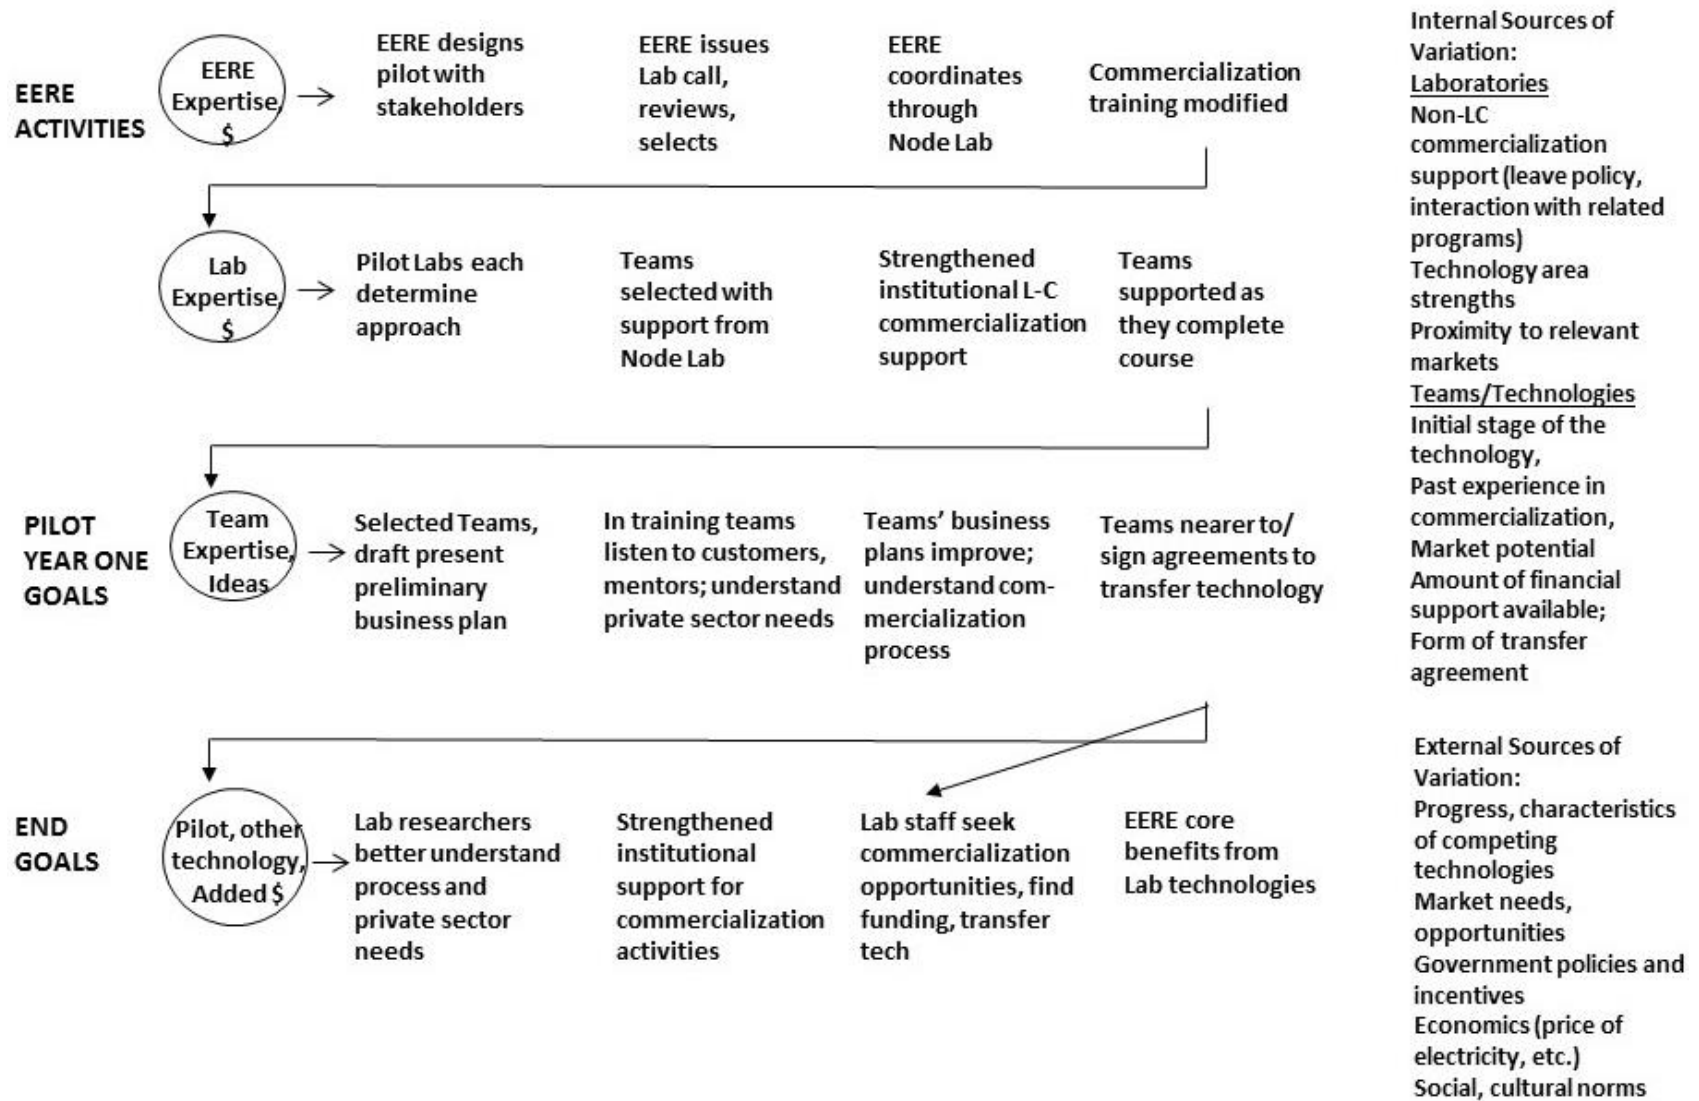 EERE
ACTIVITIES
EERE
Expertise,
$
EERE designs
pilot with
stakeholders
EERE issues
Lab call,
reviews,
selects
EERE
coordinates
through
Node Lab
Commercialization
training modified
Lab
Expertise,
$
Pilot Labs each
determine
approach
Teams
selected with
support from
Node Lab
Strengthened
institutional L-C
commercialization
support
Teams
supported as
they complete
course
PILOT
YEAR ONE
GOALS
Team
Expertise,
Ideas
Selected Teams,
draft present
preliminary
business plan
In training teams
listen to customers,
mentors; understand
private sector needs
Teams’ business
plans improve;
understand com-
mercialization
process
Teams nearer to/
sign agreements to
transfer technology
END
GOALS
Pilot, other
technology,
Added $
Lab researchers
better understand
process and
private sector
needs
Strengthened
institutional
support for
commercialization
activities
Lab staff seek
commercialization
opportunities, find
funding, transfer
tech
EERE core
benefits from
Lab technologies
Internal Sources of
Variation:
Laboratories
Non-LC
commercialization
support (leave policy,
interaction with related
programs)
Technology area
strengths
Proximity to relevant
markets
Teams/Technologies
Initial stage of the
technology,
Past experience in
commercialization,
Market potential
Amount of financial
support available;
Form of transfer
agreement
External Sources of
Variation:
Progress, characteristics
of competing
technologies
Market needs,
opportunities
Government policies and
incentives
Economics (price of
electricity, etc.)
Social, cultural norms